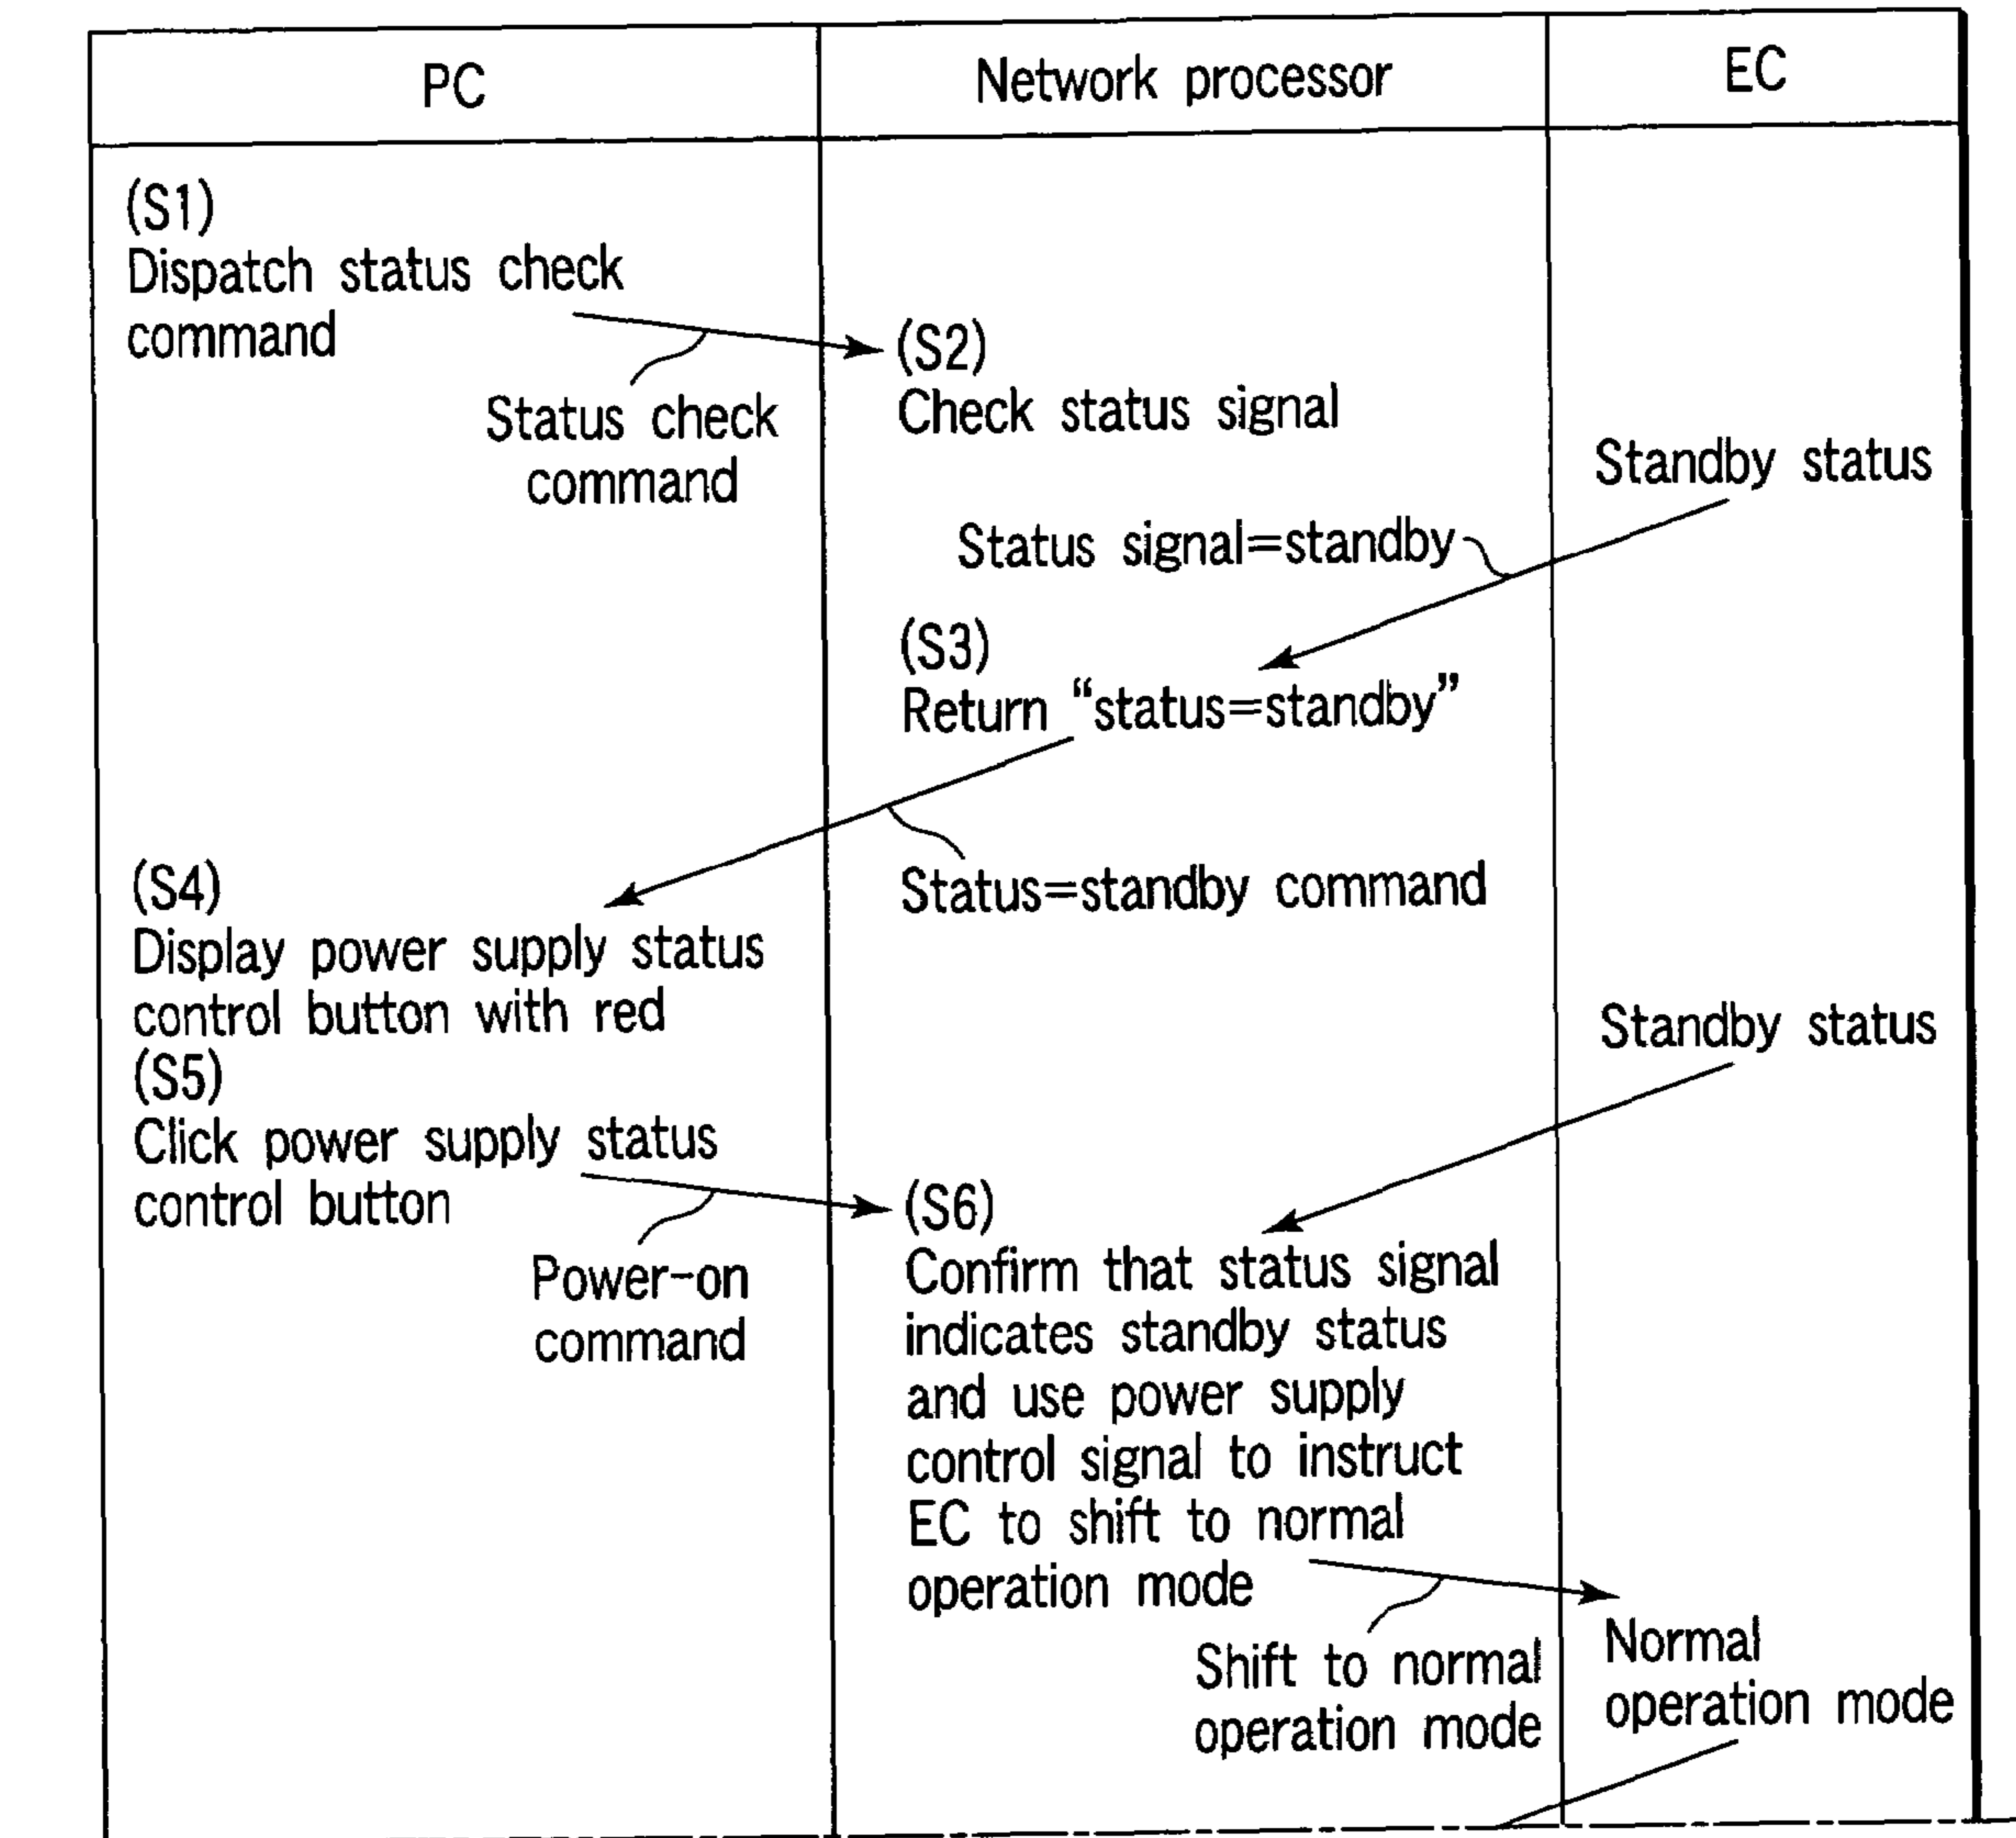 PC
Network processor
EC
(S1)
Dispatch status check
command
Status check
command
(S2)
Check status signal
Standby status
Status signal=standby
(S3)
Return “status=standby”
Status=standby command
(S4)
Display power supply status
control button with red
(S5)
Click power supply status
control button
Power-on
command
Standby status
(S6)
Confirm that status signal
indicates standby status
and use power supply
control signal to instruct
EC to shift to normal
operation mode
Shift to normal
operation mode
Normal
operation mode